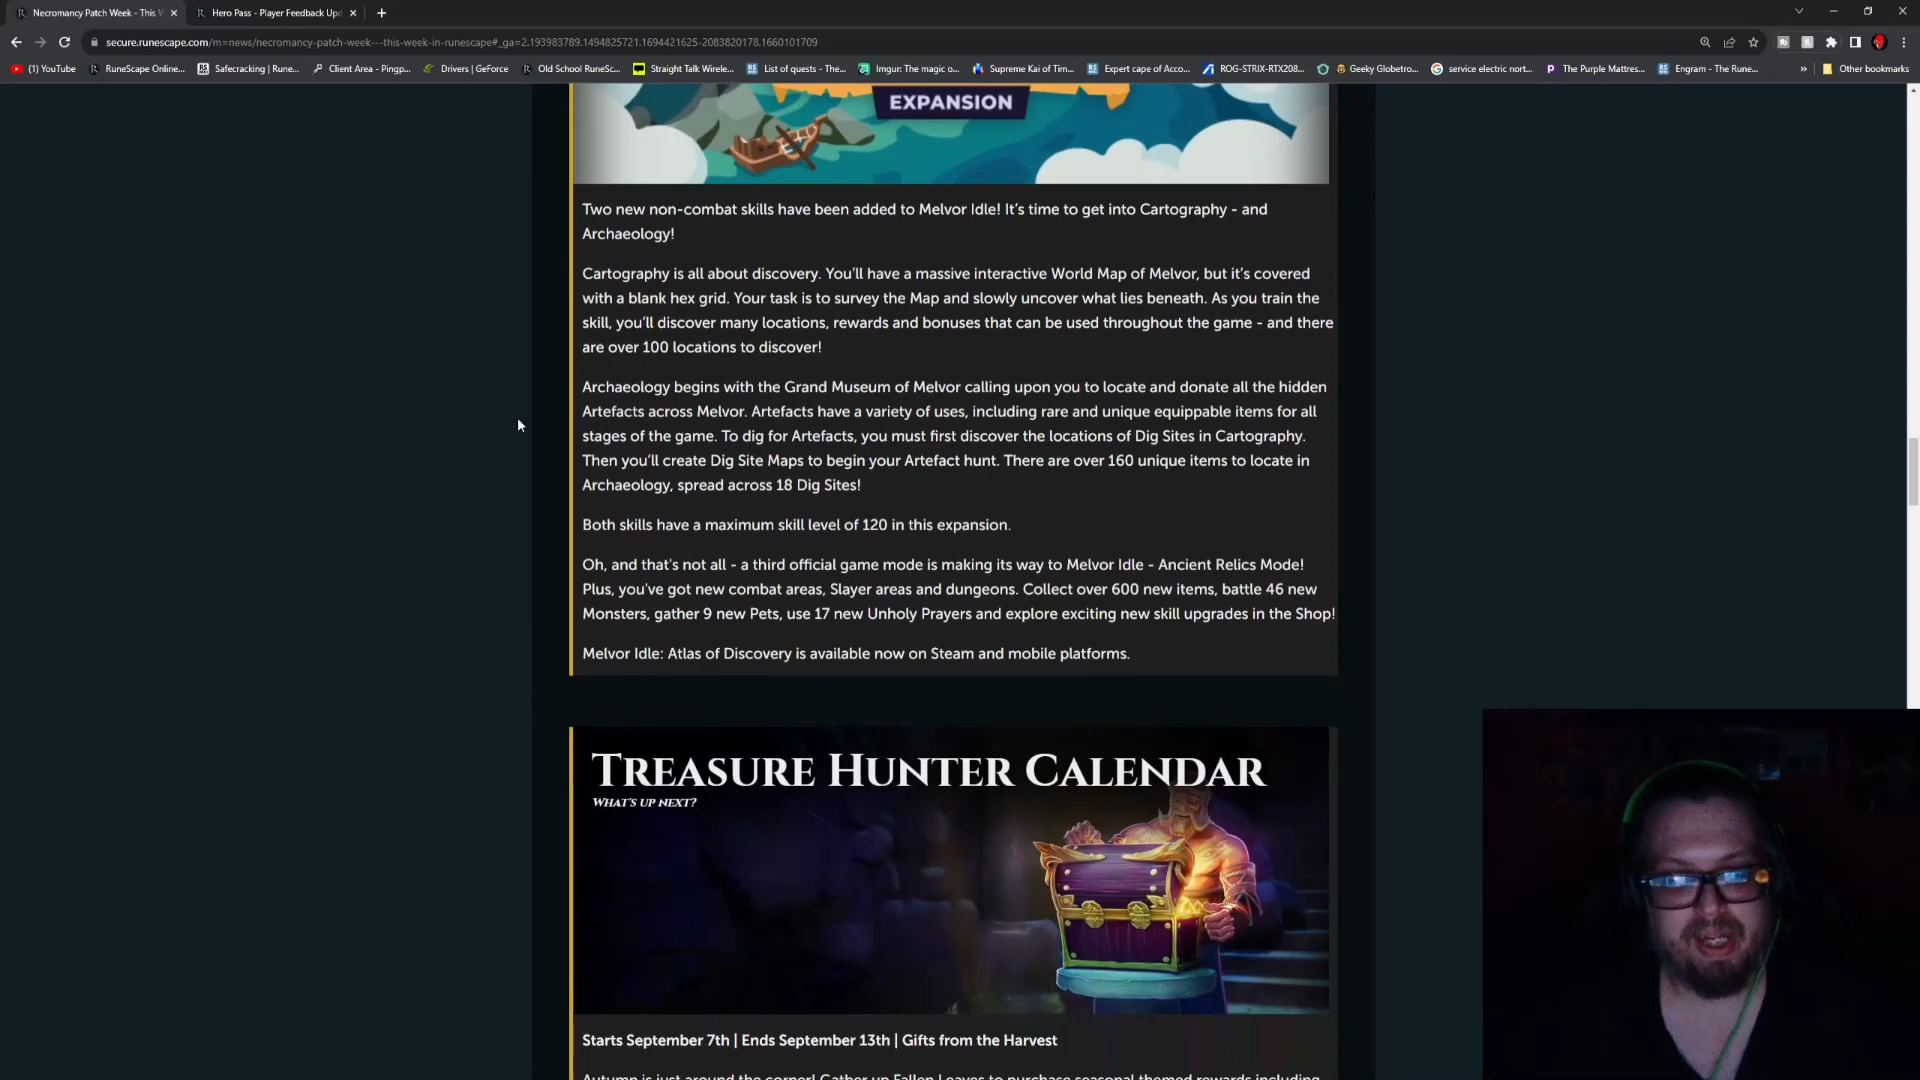 Necromancy Patch Week - This W
Hero Pass - Player Feedback Upd
secure.runescape.com/m=news/necromancy-patch-week---this-week-in-runescape#_ga=2.193983789.1494825721.1694421625-2083820178.1660101709
(1) YouTube RuneScape Online... Safecracking | Rune... Client Area - Pingp... Drivers | GeForce Old School RuneSc... Straight Talk Wirele... List of quests - The... Imgur: The magic o... Supreme Kai of Tim... Expert cape of Acco... ROG-STRIX-RTX208... Geeky Globetro... service electric nort... The Purple Mattres... Engram - The Rune... » Other bookmarks
EXPANSION
Two new non-combat skills have been added to Melvor Idle! It's time to get into Cartography - and
Archaeology!
Cartography is all about discovery. You'll have a massive interactive World Map of Melvor, but it's covered
with a blank hex grid. Your task is to survey the Map and slowly uncover what lies beneath. As you train the
skill, you'll discover many locations, rewards and bonuses that can be used throughout the game - and there
are over 100 locations to discover!
Archaeology begins with the Grand Museum of Melvor calling upon you to locate and donate all the hidden
Artefacts across Melvor. Artefacts have a variety of uses, including rare and unique equippable items for all
stages of the game. To dig for Artefacts, you must first discover the locations of Dig Sites in Cartography.
Then you'll create Dig Site Maps to begin your Artefact hunt. There are over 160 unique items to locate in
Archaeology, spread across 18 Dig Sites!
Both skills have a maximum skill level of 120 in this expansion.
Oh, and that's not all - a third official game mode is making its way to Melvor Idle - Ancient Relics Mode!
Plus, you've got new combat areas, Slayer areas and dungeons. Collect over 600 new items, battle 46 new
Monsters, gather 9 new Pets, use 17 new Unholy Prayers and explore exciting new skill upgrades in the Shop!
Melvor Idle: Atlas of Discovery is available now on Steam and mobile platforms.
TREASURE HUNTER CALENDAR
WHAT'S UP NEXT?
Starts September 7th | Ends September 13th | Gifts from the Harvest
Autumn is just around the corner! Gather up Fallen Leaves to purchase seasonal themed rewards including